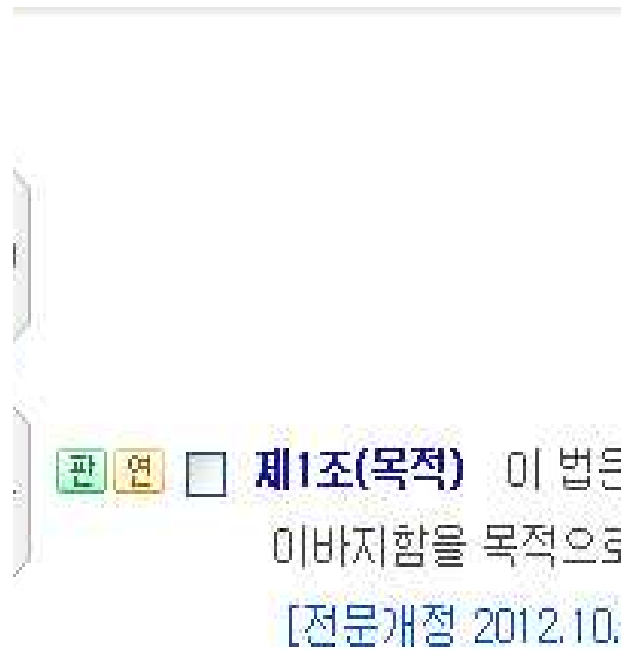 판 연 제1조(목적) 이 법은
이바지함을 목적으로
[전문개정 2012.10.